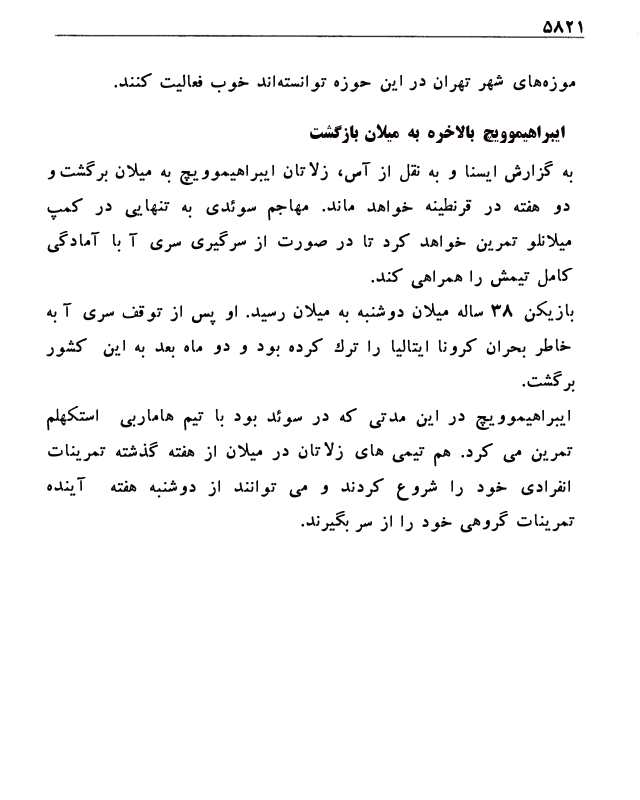 ۵۸۲۱
موزه‌های شهر تهران در این حوزه توانسته‌اند خوب فعالیت کنند.
ایبراهیموویچ بالاخره به میلان بازگشت
به گزارش ایسنا و به نقل از آس، زلاتان ایبراهیموویچ به میلان برگشت و
دو هفته در قرنطینه خواهد ماند. مهاجم سوئدی به تنهایی در کمپ
میلانلو تمرین خواهد کرد تا در صورت از سرگیری سری آ با آمادگی
کامل تیمش را همراهی کند.
بازیکن ۳۸ ساله میلان دوشنبه به میلان رسید. او پس از توقف سری آ به
خاطر بحران کرونا ایتالیا را ترك کرده بود و دو ماه بعد به این کشور
برگشت.
ایبراهیموویچ در این مدتی که در سوئد بود با تیم هاماربی استکهلم
تمرین می کرد. هم تیمی های زلاتان در میلان از هفته گذشته تمرینات
انفرادی خود را شروع کردند و می توانند از دوشنبه هفته آینده
تمرینات گروهی خود را از سر بگیرند.